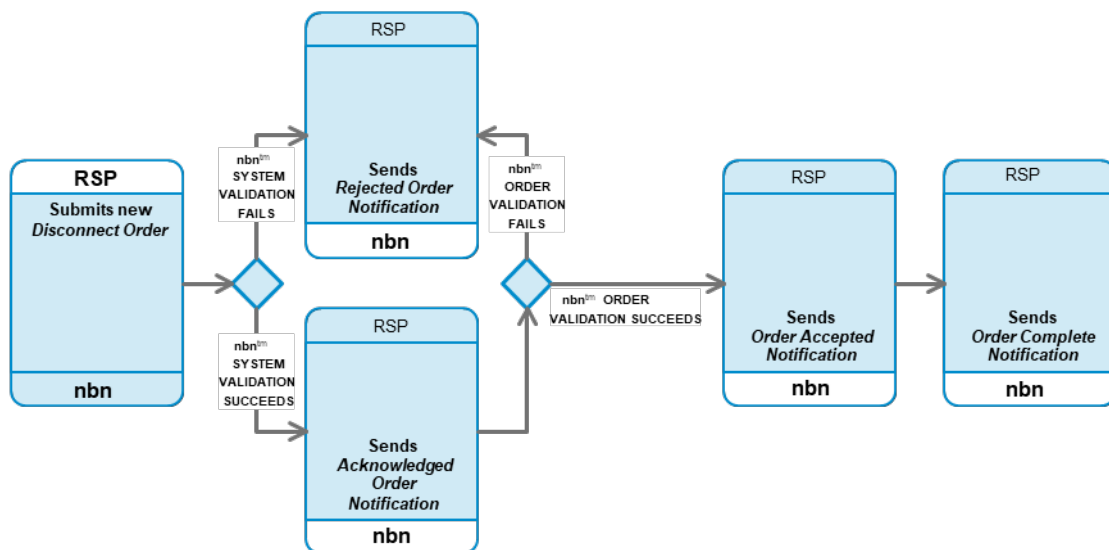 RSP
Submits new
Disconnect Order
nbn
nbn™
SYSTEM
VALIDATION
FAILS
nbn™
SYSTEM
VALIDATION
SUCCEEDS
RSP
Sends
Rejected Order
Notification
nbn
RSP
Sends
Acknowledged
Order
Notification
nbn
nbn™
ORDER
VALIDATION
FAILS
nbn™ ORDER
VALIDATION SUCCEEDS
RSP
Sends
Order Accepted
Notification
nbn
RSP
Sends
Order Complete
Notification
nbn